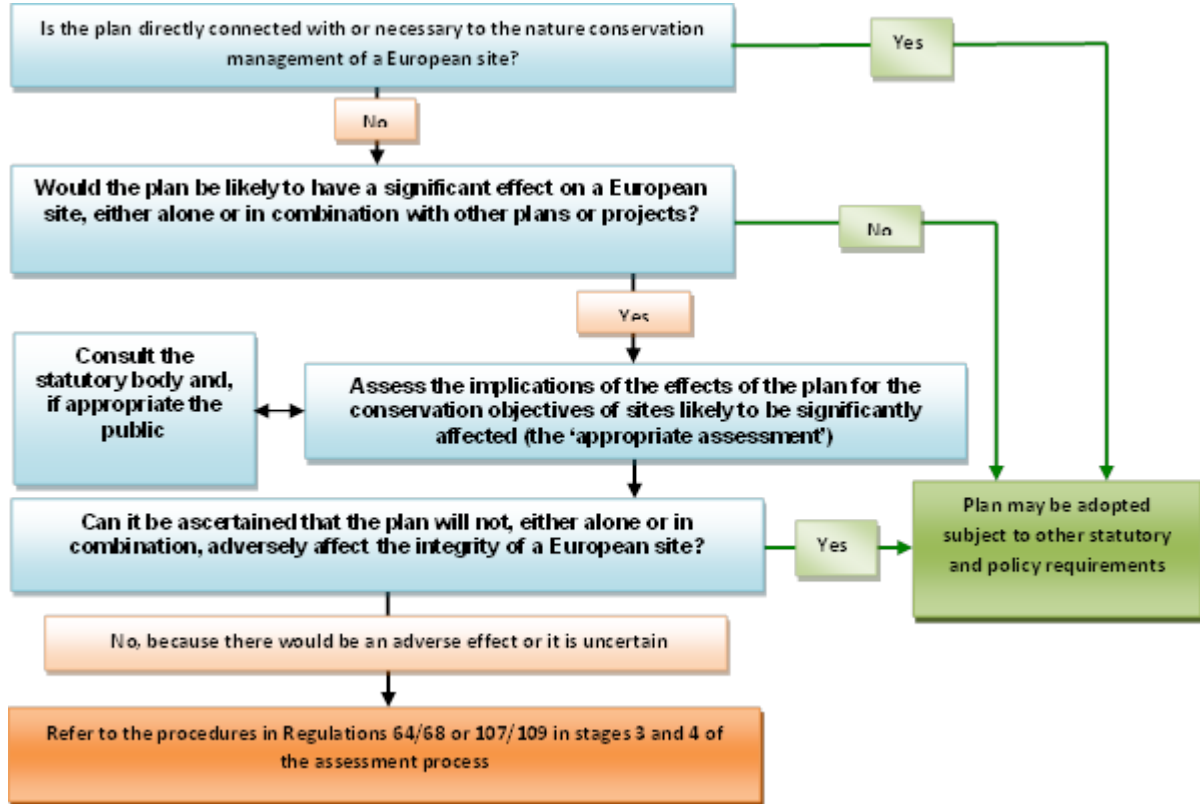 Is the plan directly connected with or necessary to the nature conservation
management of a European site?
Yes
No
Would the plan be likely to have a significant effect on a European
site, either alone or in combination with other plans or projects?
No
Yes
Consult the
statutory body and,
if appropriate the
public
Assess the implications of the effects of the plan for the
conservation objectives of sites likely to be significantly
affected (the ‘appropriate assessment’)
Can it be ascertained that the plan will not, either alone or in
combination, adversely affect the integrity of a European site?
Yes
Plan may be adopted
subject to other statutory
and policy requirements
No, because there would be an adverse effect or it is uncertain
Refer to the procedures in Regulations 64/68 or 107/109 in stages 3 and 4 of
the assessment process